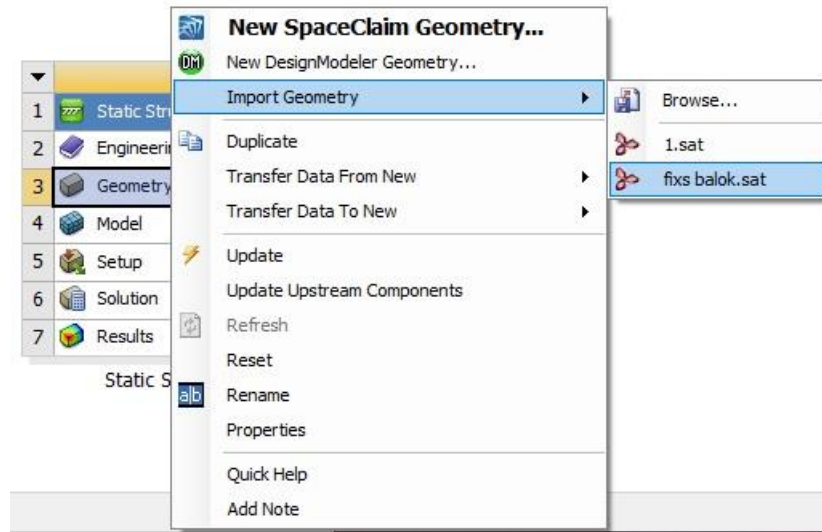 New SpaceClaim Geometry...
DM New DesignModeler Geometry...
Import Geometry
Browse...
1.sat
fixs balok.sat
1 Static Str
2 Engineeri
3 Geometry
4 Model
5 Setup
6 Solution
7 Results
Static S
Duplicate
Transfer Data From New
Transfer Data To New
Update
Update Upstream Components
Refresh
Reset
a|b Rename
Properties
Quick Help
Add Note